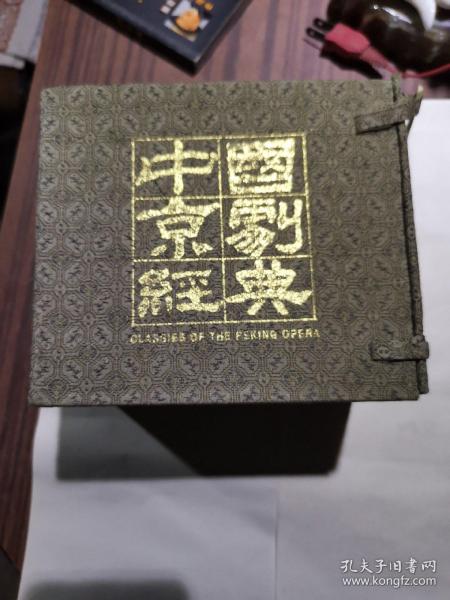 中國
京劇
經典
CLASSIES OF THE PEKING OPERA
孔夫子旧书网
www.kongfz.com